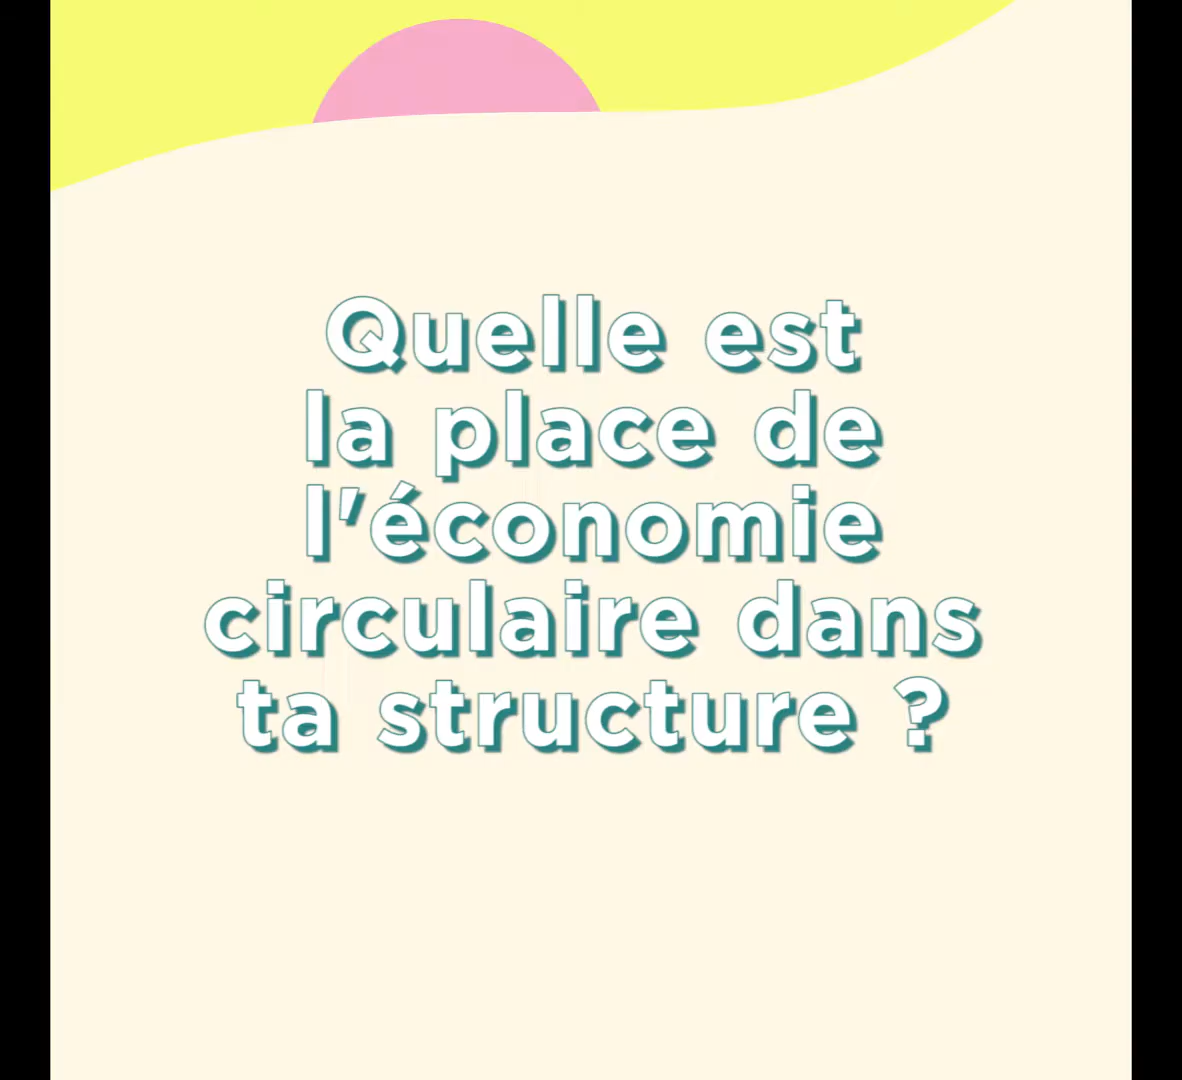 Quelle est
la place de
l'économie
circulaire dans
ta structure ?